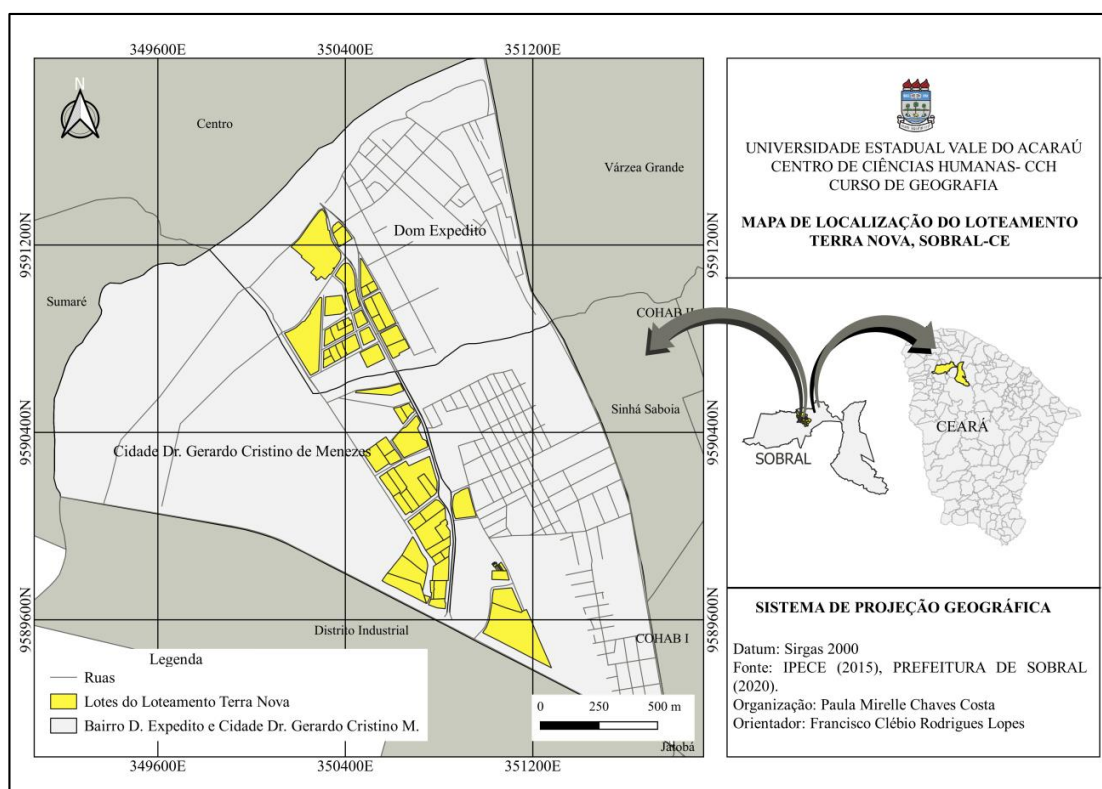 349600E
350400E
351200E
N
Centro
Várzea Grande
Dom Expedito
9591200N
9591200N
Sumaré
COHAB II
Sinhá Saboia
9590400N
9590400N
Cidade Dr. Gerardo Cristino de Menezes
9589600N
9589600N
Distrito Industrial
COHAB I
Jatobá
Legenda
Ruas
Lotes do Loteamento Terra Nova
Bairro D. Expedito e Cidade Dr. Gerardo Cristino M.
0 250 500 m
349600E
350400E
351200E
UNIVERSIDADE ESTADUAL VALE DO ACARAÚ
CENTRO DE CIÊNCIAS HUMANAS- CCH
CURSO DE GEOGRAFIA
MAPA DE LOCALIZAÇÃO DO LOTEAMENTO
TERRA NOVA, SOBRAL-CE
SOBRAL
CEARÁ
SISTEMA DE PROJEÇÃO GEOGRÁFICA
Datum: Sirgas 2000
Fonte: IPECE (2015), PREFEITURA DE SOBRAL
(2020).
Organização: Paula Mirelle Chaves Costa
Orientador: Francisco Clébio Rodrigues Lopes